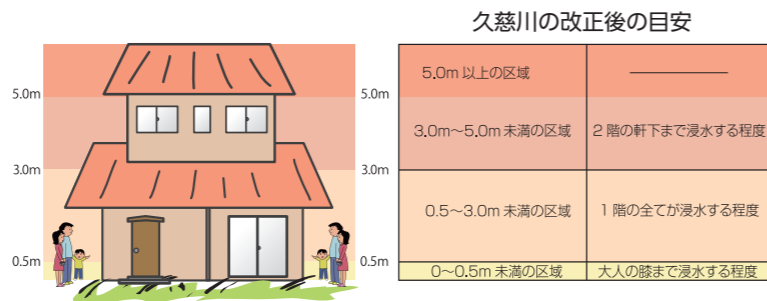 久慈川の改正後の目安
5.0m
3.0m
0.5m
5.0m
3.0m
0.5m
5.0m 以上の区域
3.0m～5.0m 未満の区域 2 階の軒下まで浸水する程度
0.5～3.0m 未満の区域 1 階の全てが浸水する程度
0～0.5m 未満の区域 大人の膝まで浸水する程度